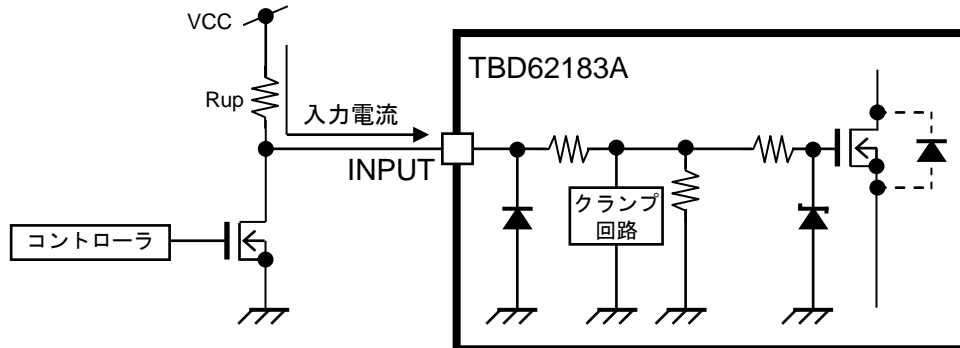 VCC
TBD62183A
Rup
入力電流
INPUT
クランプ
回路
コントローラ